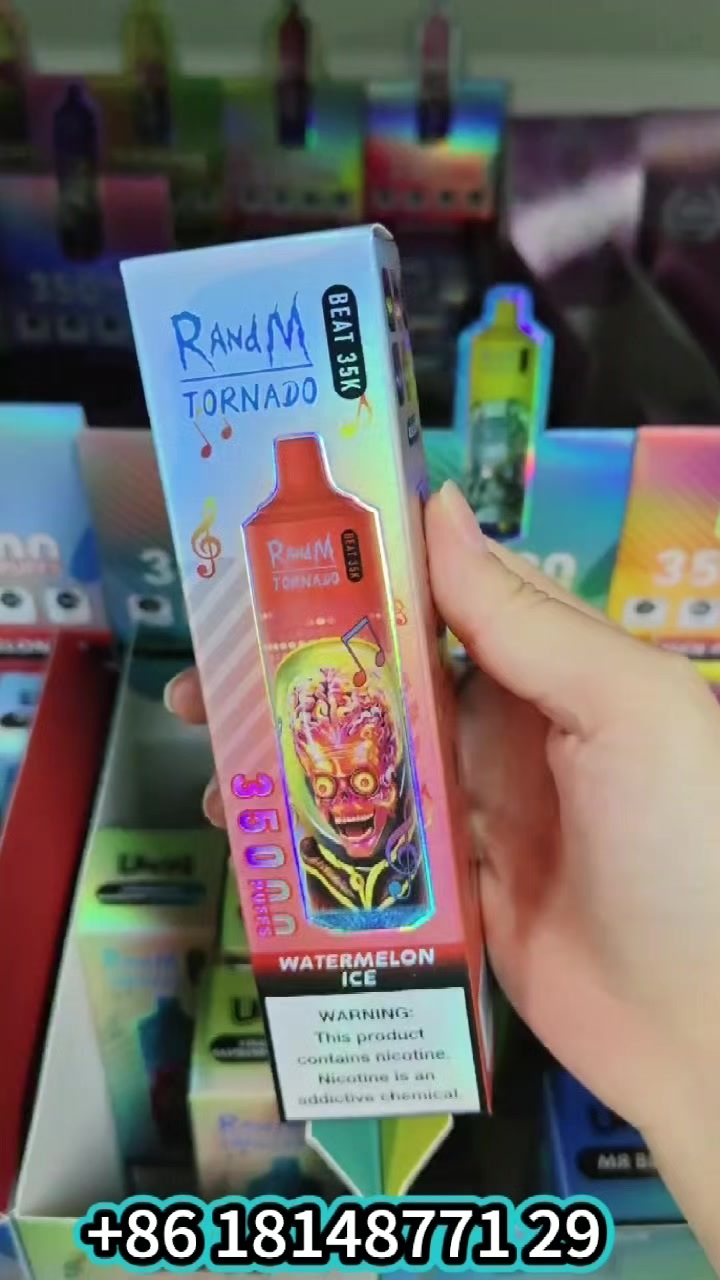 RANDM
TORNADO
BEAT 35K
RANDM
TORNADO
BEAT 35K
35000
PUFFS
WATERMELON
ICE
WARNING:
This product
contains nicotine.
Nicotine is an
addictive chemical.
+86 18148771 29